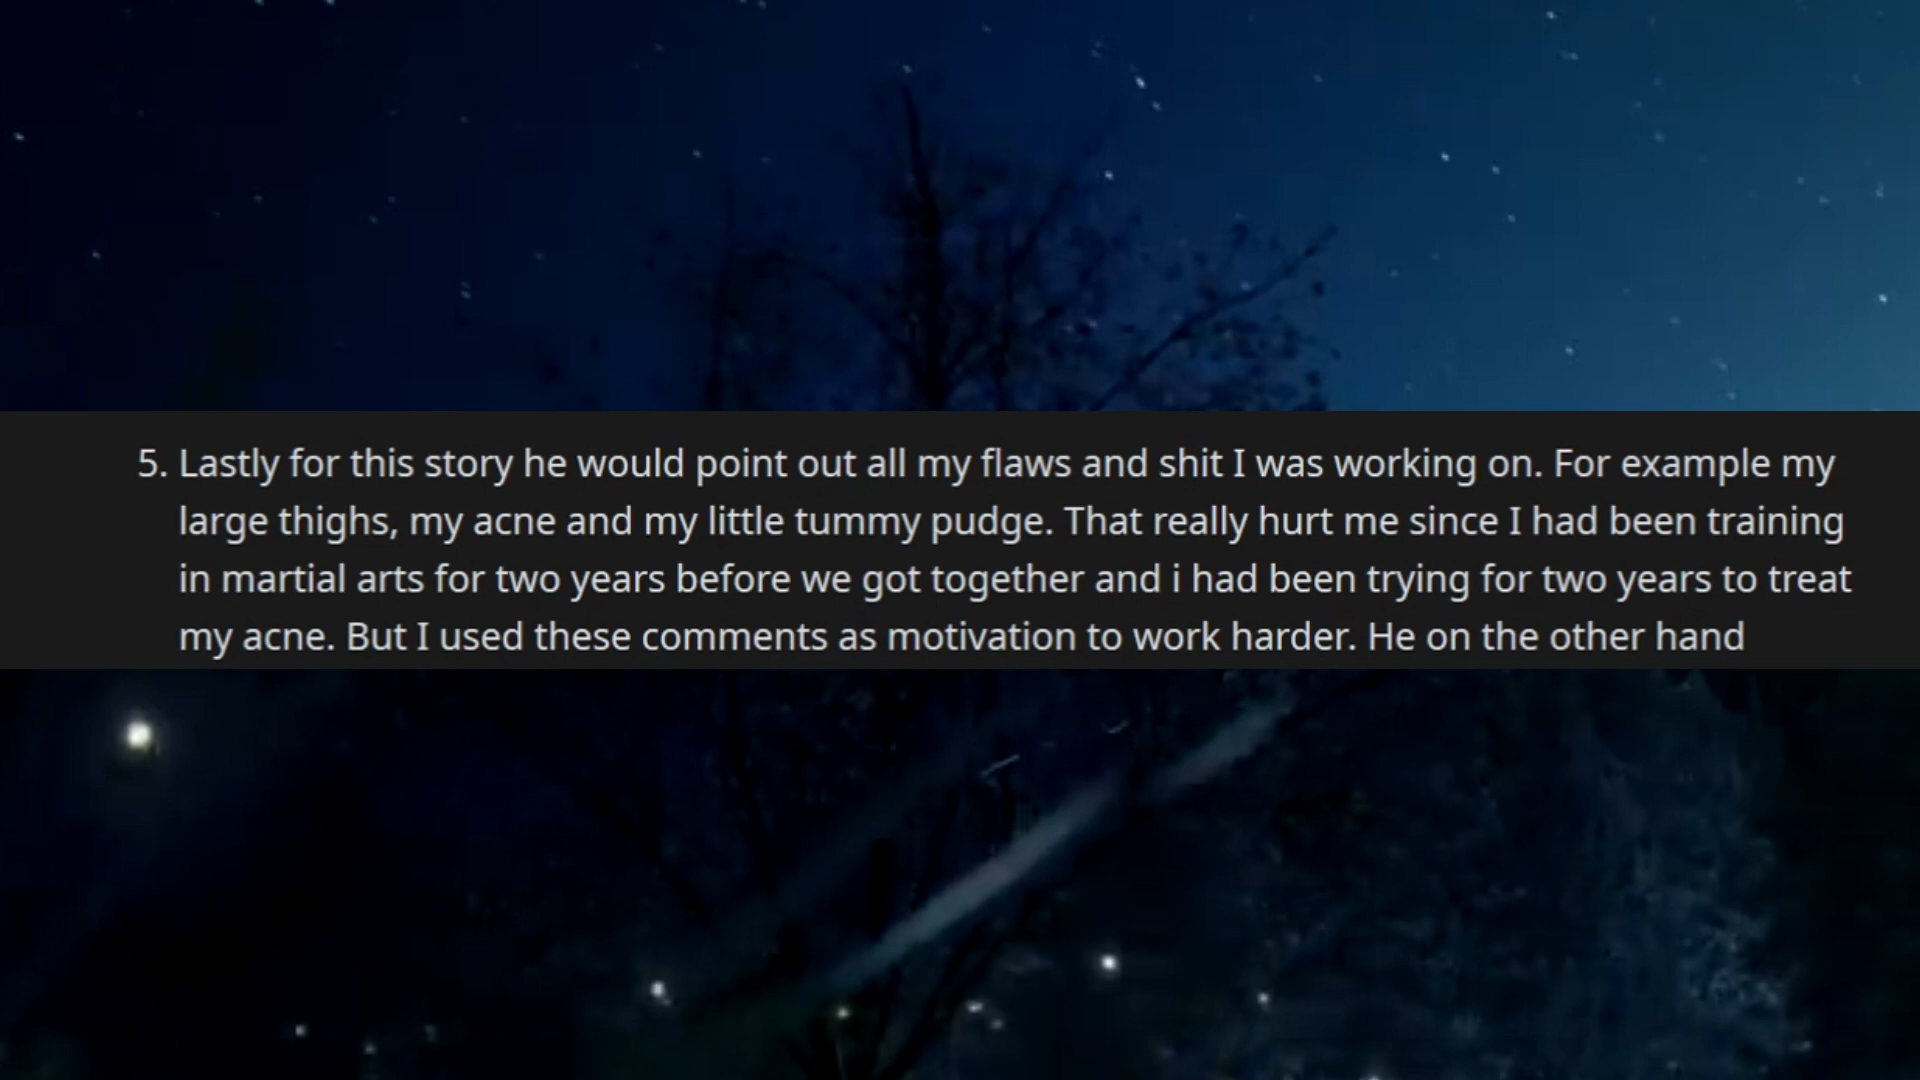 5. Lastly for this story he would point out all my flaws and shit I was working on. For example my
large thighs, my acne and my little tummy pudge. That really hurt me since I had been training
in martial arts for two years before we got together and i had been trying for two years to treat
my acne. But I used these comments as motivation to work harder. He on the other hand